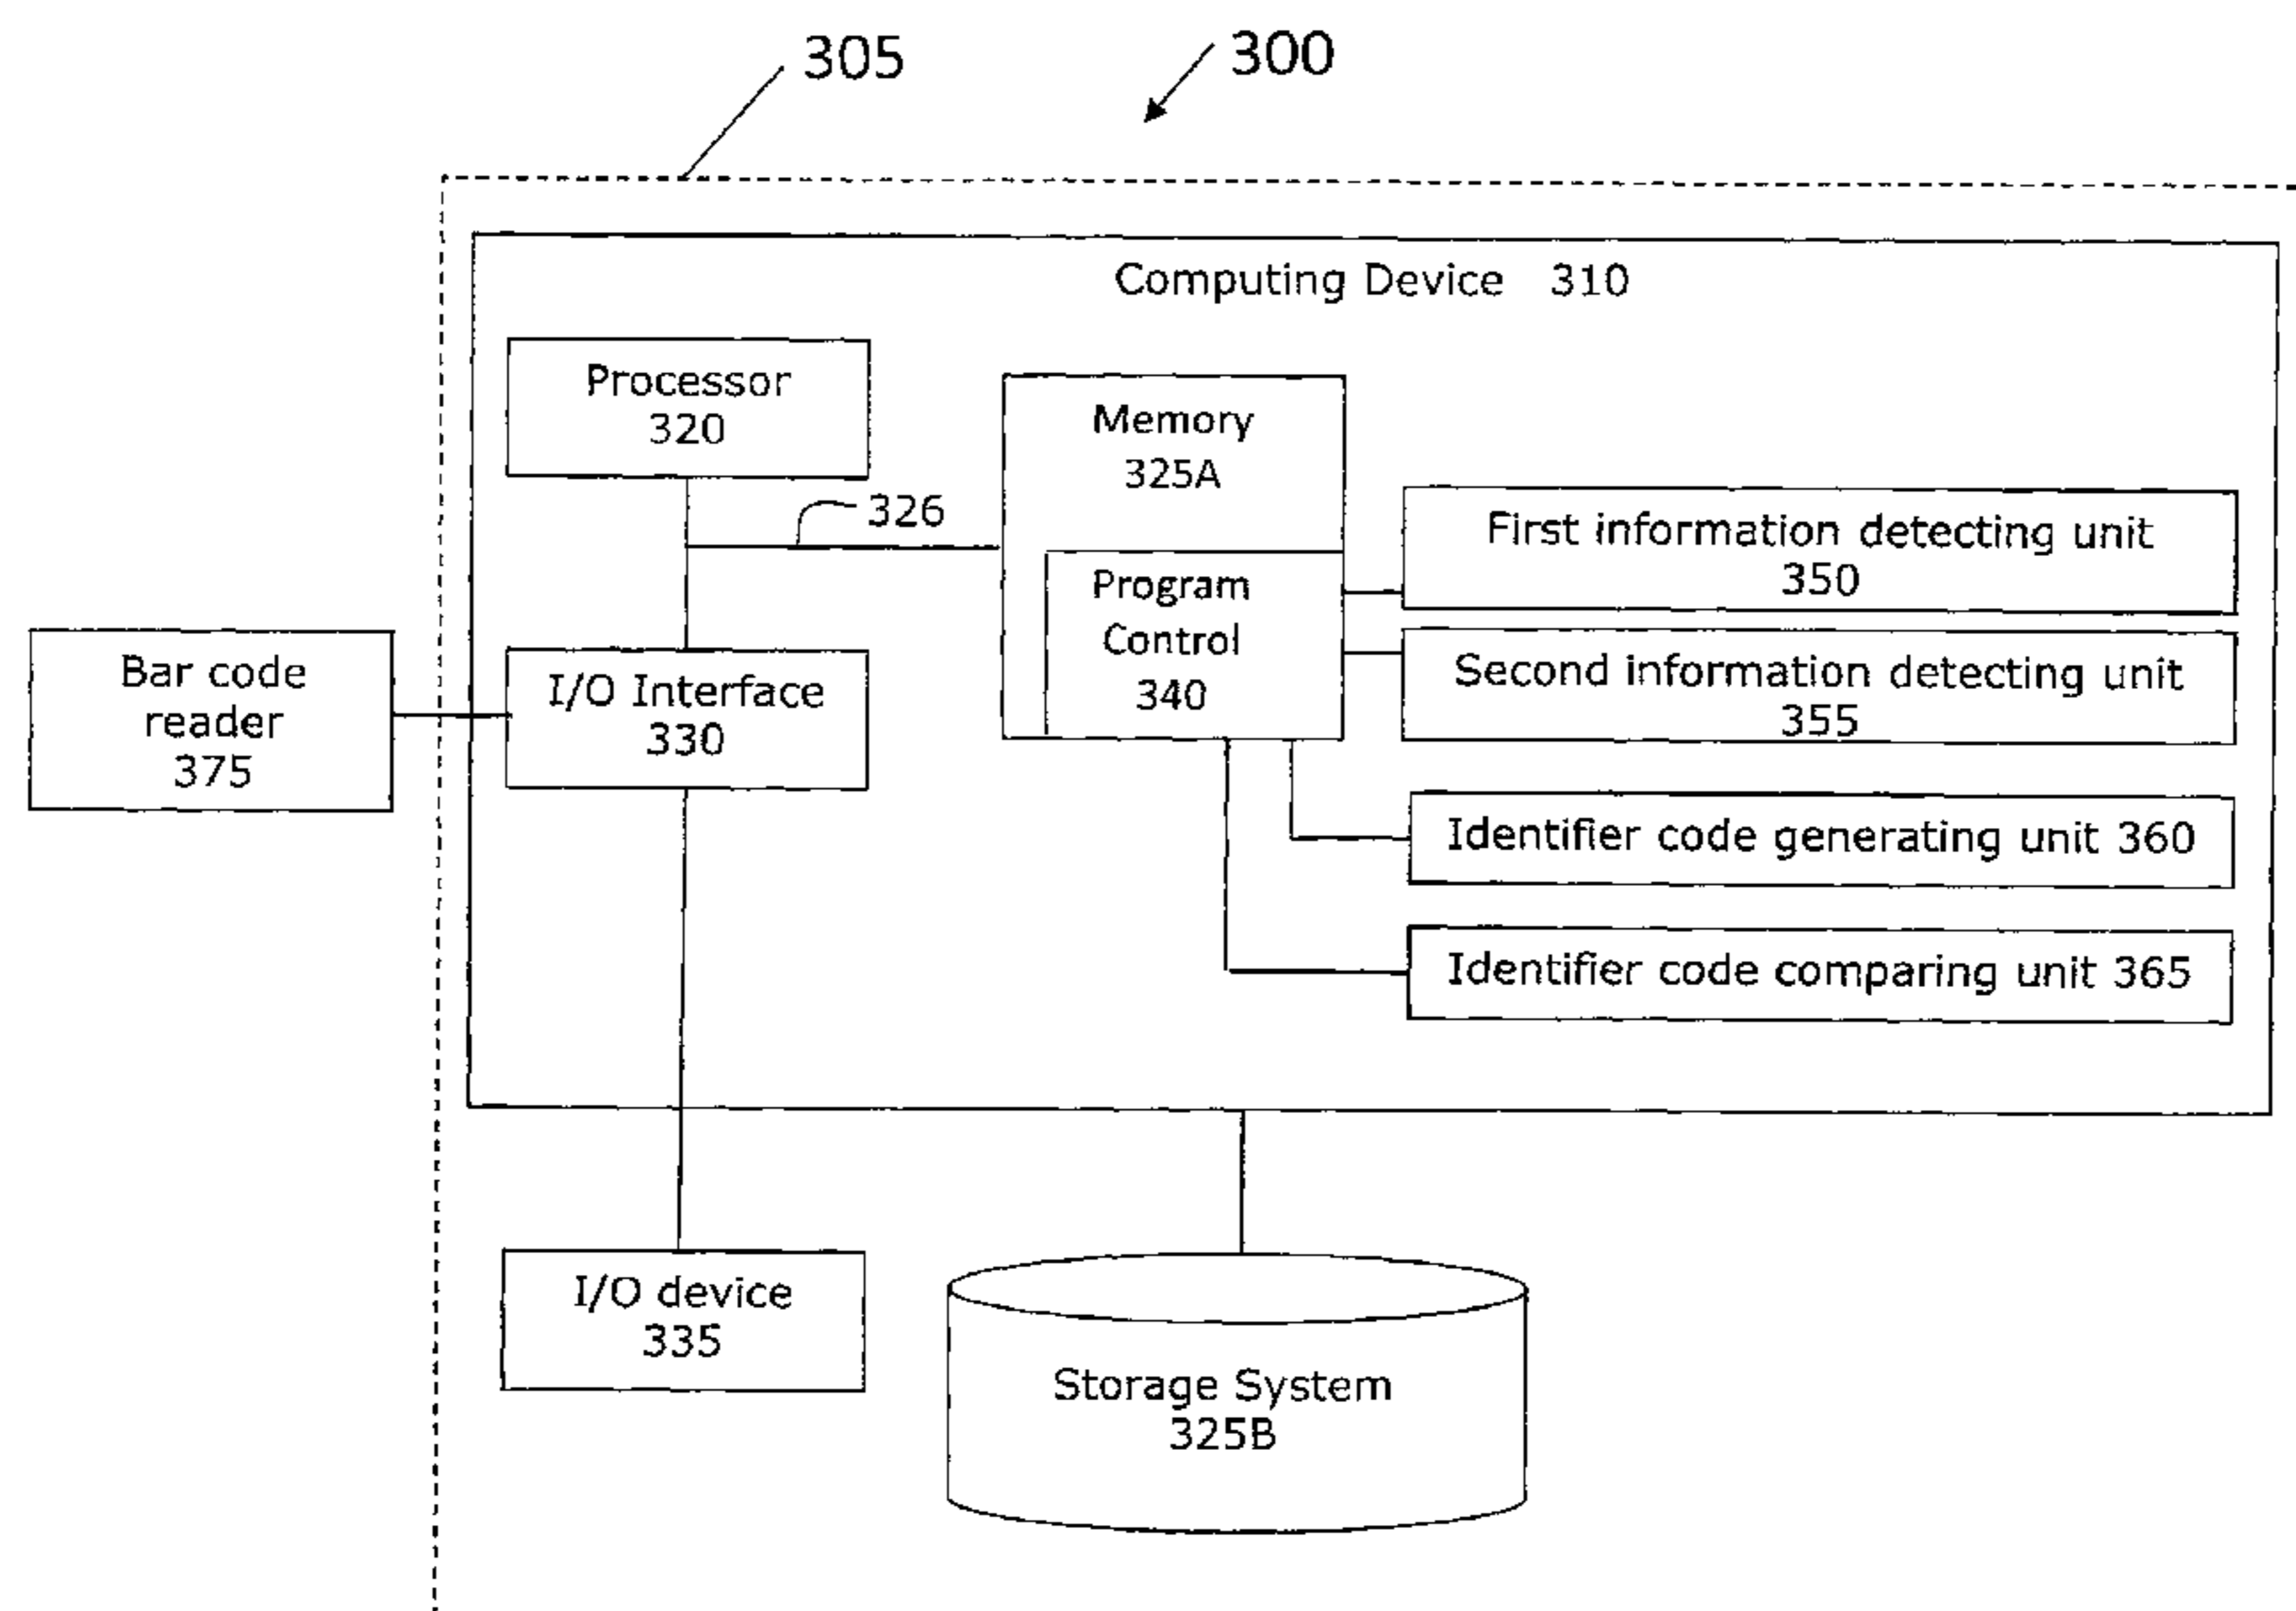 305
300
Computing Device 310
Processor
320
Memory
325A
326
First information detecting unit
350
Program
Control
340
Second information detecting unit
355
Bar code
reader
375
I/O Interface
330
Identifier code generating unit 360
Identifier code comparing unit 365
I/O device
335
Storage System
325B